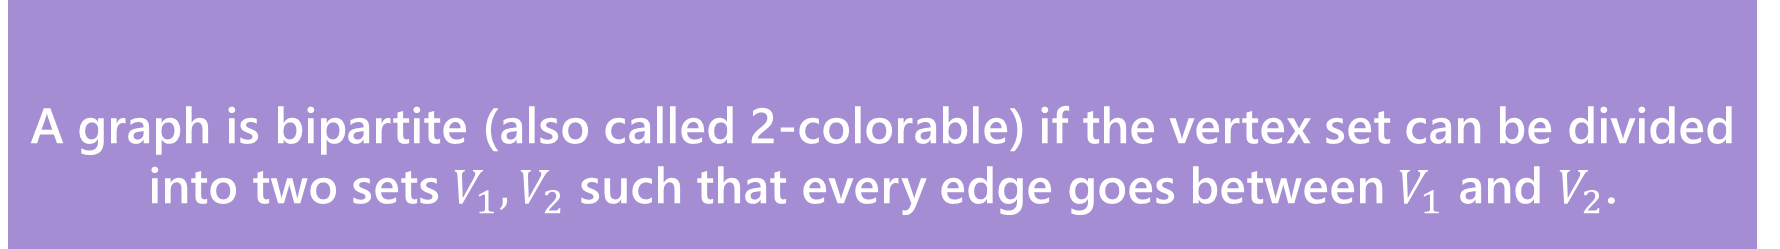 A graph is bipartite (also called 2-colorable) if the vertex set can be divided
into two sets V₁, V₂ such that every edge goes between V₁ and V₂.